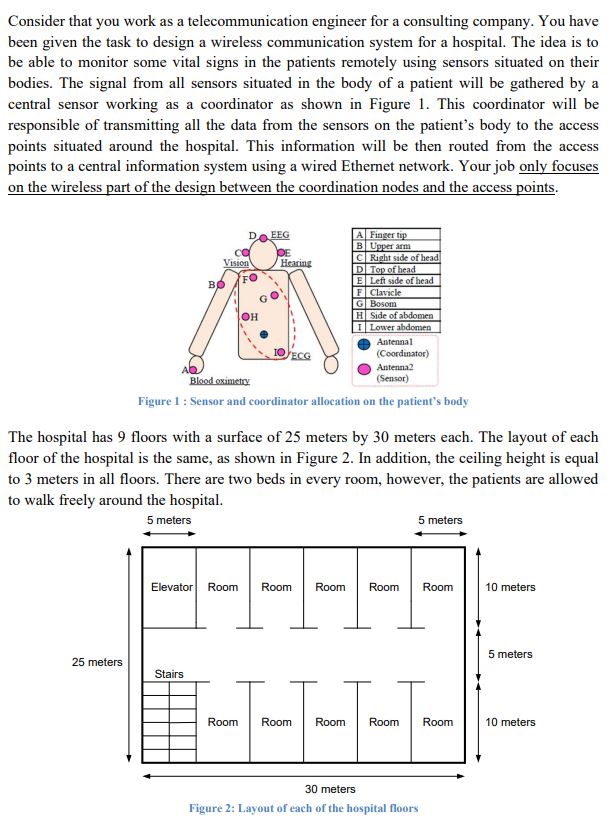 Consider that you work as a telecommunication engineer for a consulting company. You have
been given the task to design a wireless communication system for a hospital. The idea is to
be able to monitor some vital signs in the patients remotely using sensors situated on their
bodies. The signal from all sensors situated in the body of a patient will be gathered by a
central sensor working as a coordinator as shown in Figure 1. This coordinator will be
responsible of transmitting all the data from the sensors on the patient's body to the access
points situated around the hospital. This information will be then routed from the access
points to a central information system using a wired Ethernet network. Your job only focuses
on the wireless part of the design between the coordination nodes and the access points.
D EEG
C E
Vision Hearing
B F
G
H
I ECG
A
Blood oximetry
A Finger tip
B Upper arm
C Right side of head
D Top of head
E Left side of head
F Clavicle
G Bosom
H Side of abdomen
I Lower abdomen
Antenna1
(Coordinator)
Antenna2
(Sensor)
Figure 1 : Sensor and coordinator allocation on the patient's body
The hospital has 9 floors with a surface of 25 meters by 30 meters each. The layout of each
floor of the hospital is the same, as shown in Figure 2. In addition, the ceiling height is equal
to 3 meters in all floors. There are two beds in every room, however, the patients are allowed
to walk freely around the hospital.
5 meters 5 meters
Elevator Room Room Room Room Room 10 meters
5 meters
25 meters
Stairs
Room Room Room Room Room 10 meters
30 meters
Figure 2: Layout of each of the hospital floors